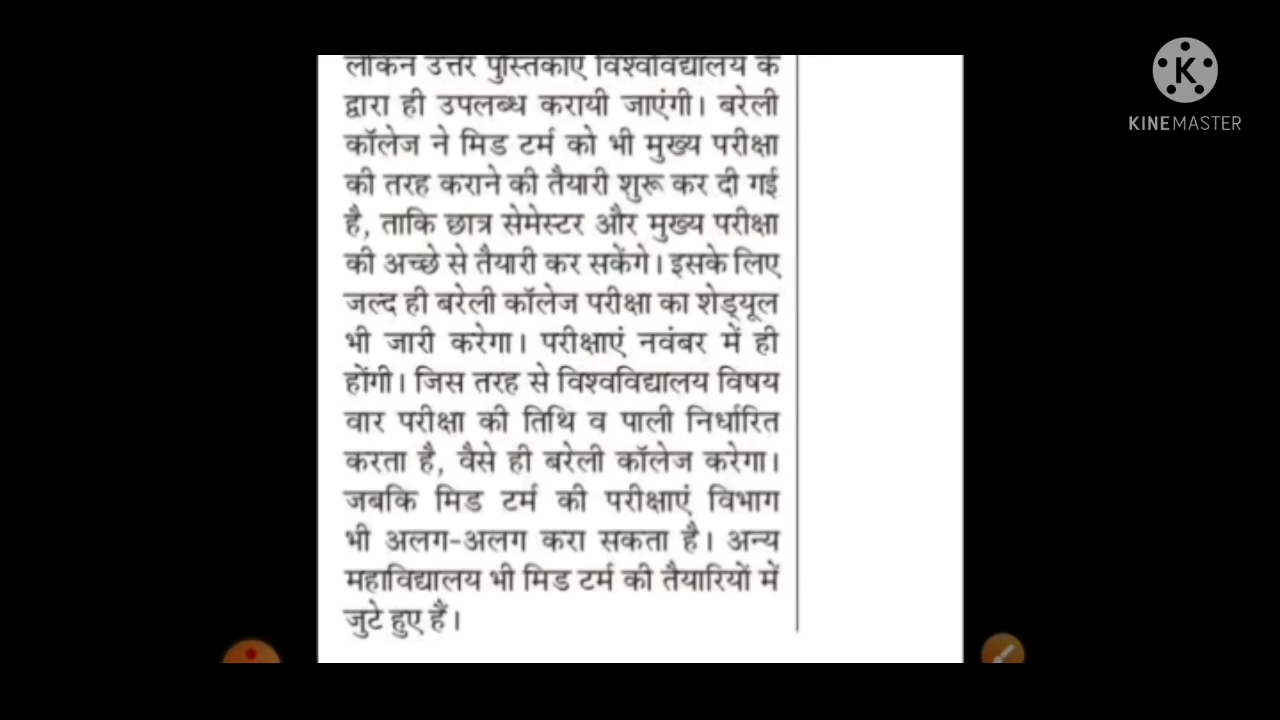 लेकिन उत्तर पुस्तिकाएं विश्वविद्यालय के
द्वारा ही उपलब्ध करायी जाएंगी। बरेली
कॉलेज ने मिड टर्म को भी मुख्य परीक्षा
की तरह कराने की तैयारी शुरू कर दी गई
है, ताकि छात्र सेमेस्टर और मुख्य परीक्षा
की अच्छे से तैयारी कर सकेंगे। इसके लिए
जल्द ही बरेली कॉलेज परीक्षा का शेड्यूल
भी जारी करेगा। परीक्षाएं नवंबर में ही
होंगी। जिस तरह से विश्वविद्यालय विषय
वार परीक्षा की तिथि व पाली निर्धारित
करता है, वैसे ही बरेली कॉलेज करेगा।
जबकि मिड टर्म की परीक्षाएं विभाग
भी अलग-अलग करा सकता है। अन्य
महाविद्यालय भी मिड टर्म की तैयारियों में
जुटे हुए हैं।
K
KINEMASTER